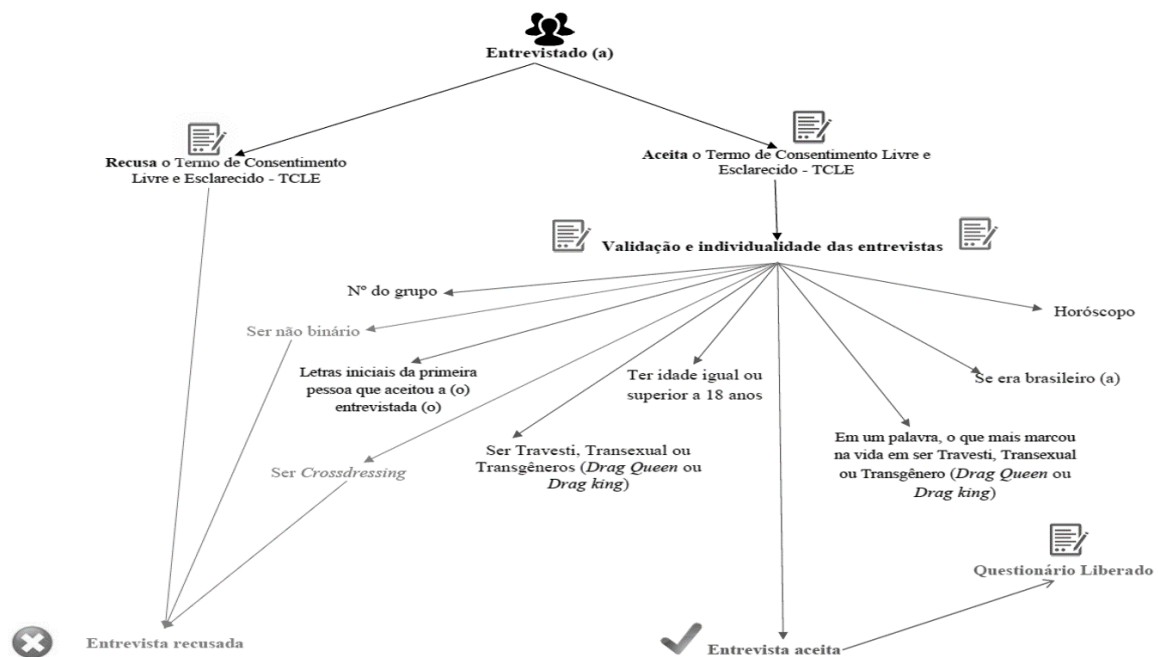 Entrevistado (a)
Recusa o Termo de Consentimento
Livre e Esclarecido - TCLE
Aceita o Termo de Consentimento Livre e
Esclarecido - TCLE
Validação e individualidade das entrevistas
Nº do grupo
Ser não binário
Letras iniciais da primeira
pessoa que aceitou a (o)
entrevistada (o)
Ser Crossdressing
Ser Travesti, Transexual ou
Transgêneros (Drag Queen ou
Drag king)
Ter idade igual ou
superior a 18 anos
Horóscopo
Se era brasileiro (a)
Em um palavra, o que mais marcou
na vida em ser Travesti, Transexual
ou Transgênero (Drag Queen ou
Drag king)
Questionário Liberado
Entrevista recusada
Entrevista aceita